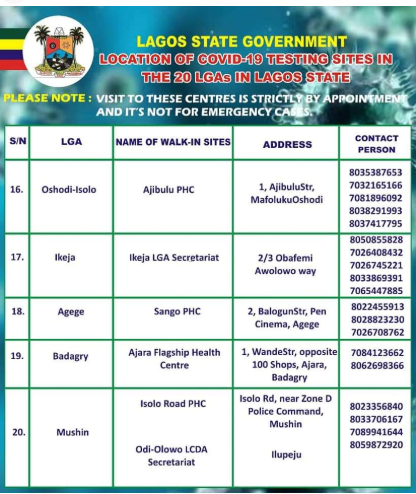 LAGOS STATE GOVERNMENT
LOCATION OF COVID-19 TESTING SITES IN
THE 20 LGAs IN LAGOS STATE
PLEASE NOTE : VISIT TO THESE CENTRES IS STRICTLY BY APPOINTMENT
AND IT'S NOT FOR EMERGENCY CASES.
S/N LGA NAME OF WALK-IN SITES ADDRESS CONTACT
PERSON
16. Oshodi-Isolo Ajibulu PHC 1, AjibuluStr,
MafolukuOshodi
8035387653
7032165166
7081896092
8038291993
8037417795
17. Ikeja Ikeja LGA Secretariat 2/3 Obafemi
Awolowo way
8050855828
7026408432
7026745221
8033869391
7065447885
18. Agege Sango PHC 2, BalogunStr, Pen
Cinema, Agege
8022455913
8028823230
7026708762
19. Badagry Ajara Flagship Health
Centre
1, WandeStr, opposite
100 Shops, Ajara,
Badagry
7084123662
8062698366
20. Mushin
Isolo Road PHC
Odi-Olowo LCDA
Secretariat
Isolo Rd, near Zone D
Police Command,
Mushin
Ilupeju
8023356840
8033706167
7089941644
8059872920